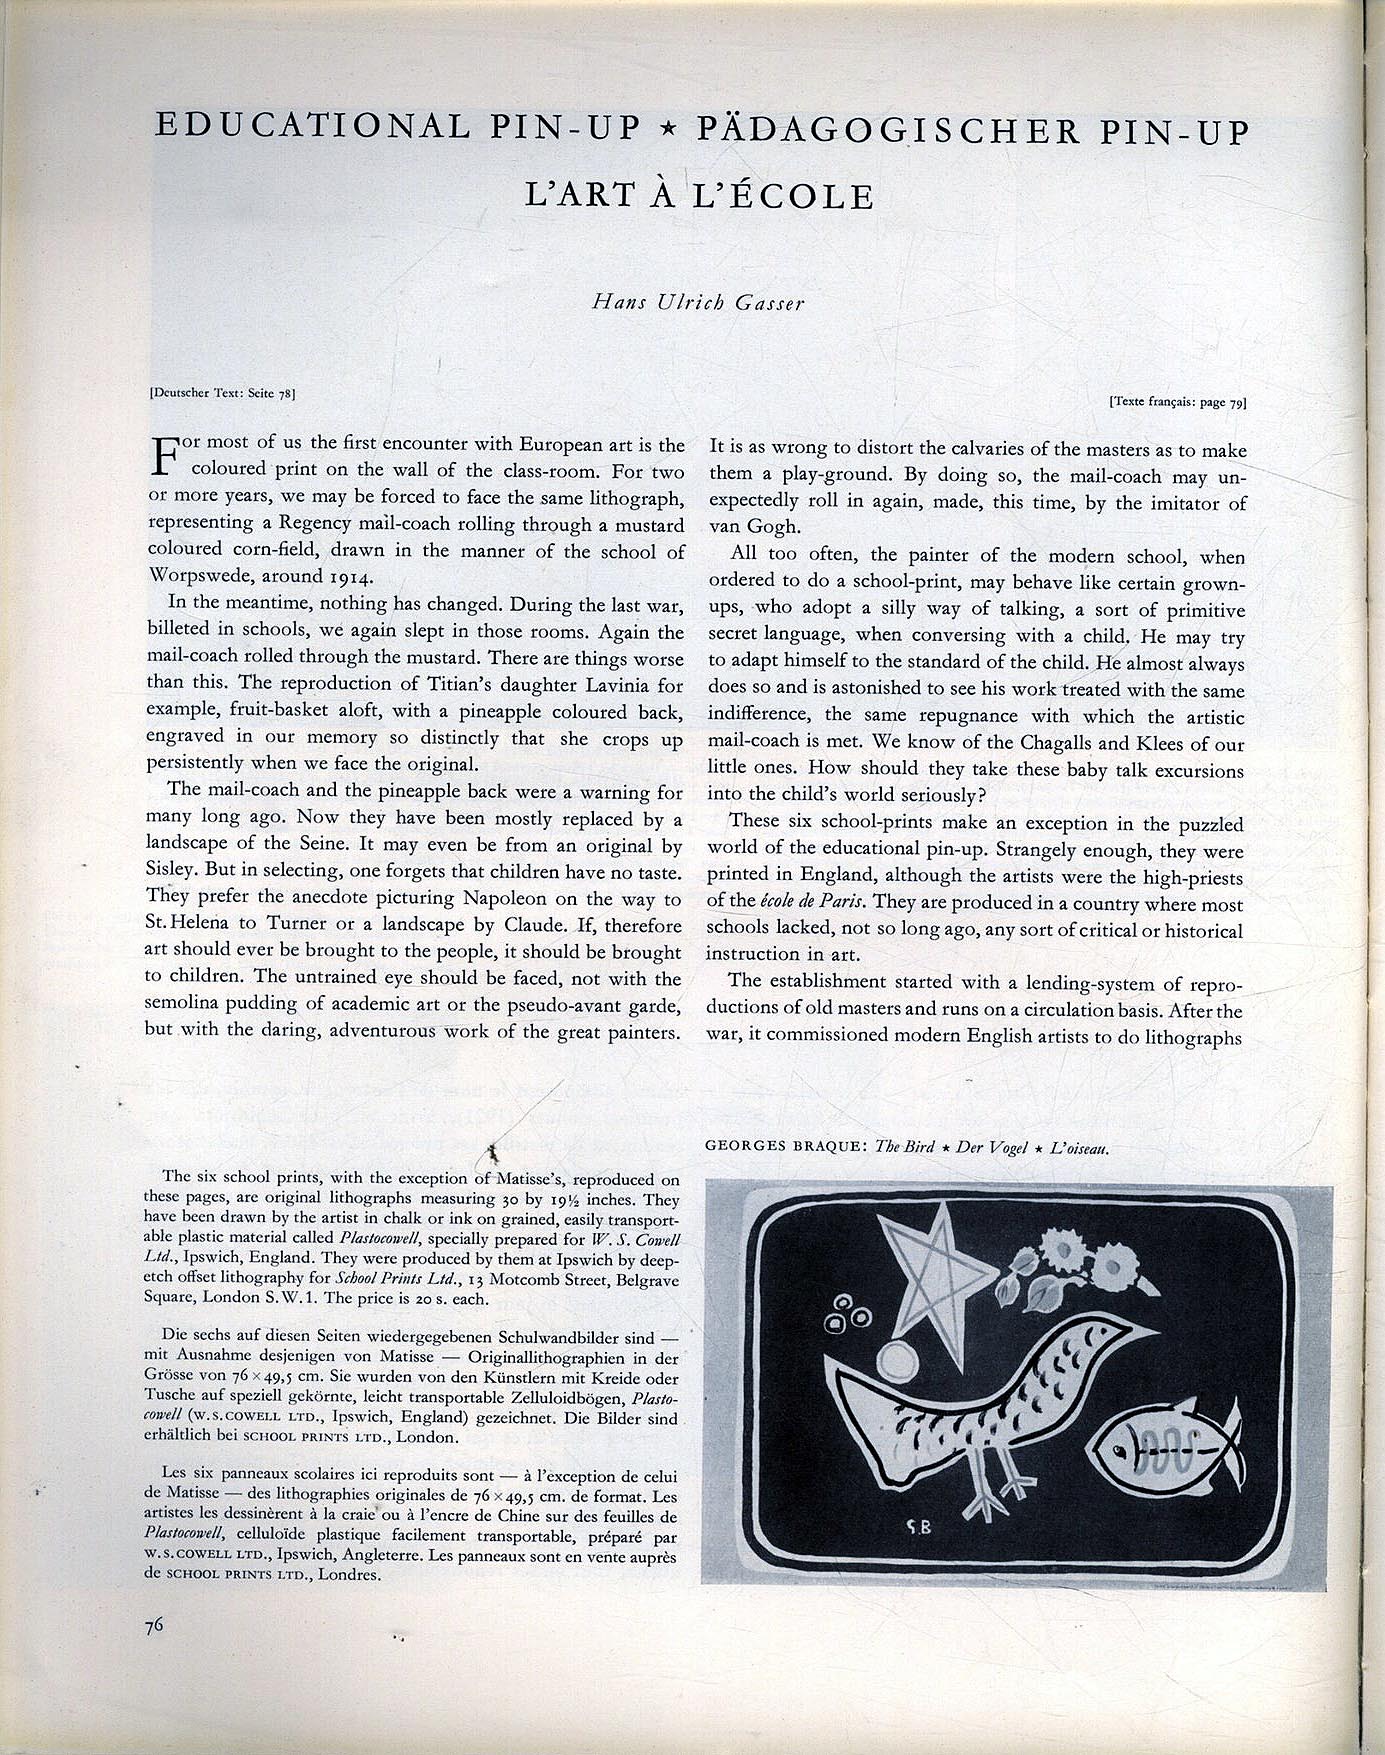 EDUCATIONAL PIN-UP ★ PÄDAGOGISCHER PIN-UP
L'ART À L'ÉCOLE
Hans Ulrich Gasser
[Deutscher Text: Seite 78]
[Texte français: page 79]
For most of us the first encounter with European art is the
coloured print on the wall of the class-room. For two
or more years, we may be forced to face the same lithograph,
representing a Regency mail-coach rolling through a mustard
coloured corn-field, drawn in the manner of the school of
Worpswede, around 1914.
In the meantime, nothing has changed. During the last war,
billeted in schools, we again slept in those rooms. Again the
mail-coach rolled through the mustard. There are things worse
than this. The reproduction of Titian's daughter Lavinia for
example, fruit-basket aloft, with a pineapple coloured back,
engraved in our memory so distinctly that she crops up
persistently when we face the original.
The mail-coach and the pineapple back were a warning for
many long ago. Now they have been mostly replaced by a
landscape of the Seine. It may even be from an original by
Sisley. But in selecting, one forgets that children have no taste.
They prefer the anecdote picturing Napoleon on the way to
St. Helena to Turner or a landscape by Claude. If, therefore
art should ever be brought to the people, it should be brought
to children. The untrained eye should be faced, not with the
semolina pudding of academic art or the pseudo-avant garde,
but with the daring, adventurous work of the great painters.
It is as wrong to distort the calvaries of the masters as to make
them a play-ground. By doing so, the mail-coach may un-
expectedly roll in again, made, this time, by the imitator of
van Gogh.
All too often, the painter of the modern school, when
ordered to do a school-print, may behave like certain grown-
ups, who adopt a silly way of talking, a sort of primitive
secret language, when conversing with a child. He may try
to adapt himself to the standard of the child. He almost always
does so and is astonished to see his work treated with the same
indifference, the same repugnance with which the artistic
mail-coach is met. We know of the Chagalls and Klees of our
little ones. How should they take these baby talk excursions
into the child's world seriously?
These six school-prints make an exception in the puzzled
world of the educational pin-up. Strangely enough, they were
printed in England, although the artists were the high-priests
of the école de Paris. They are produced in a country where most
schools lacked, not so long ago, any sort of critical or historical
instruction in art.
The establishment started with a lending-system of repro-
ductions of old masters and runs on a circulation basis. After the
war, it commissioned modern English artists to do lithographs
The six school prints, with the exception of Matisse's, reproduced on
these pages, are original lithographs measuring 30 by 19½ inches. They
have been drawn by the artist in chalk or ink on grained, easily transport-
able plastic material called Plastocowell, specially prepared for W. S. Cowell
Ltd., Ipswich, England. They were produced by them at Ipswich by deep-
etch offset lithography for School Prints Ltd., 13 Motcomb Street, Belgrave
Square, London S.W.1. The price is 20 s. each.
Die sechs auf diesen Seiten wiedergegebenen Schulwandbilder sind —
mit Ausnahme desjenigen von Matisse — Originallithographien in der
Grösse von 76 × 49,5 cm. Sie wurden von den Künstlern mit Kreide oder
Tusche auf speziell gekörnte, leicht transportable Zelluloidbögen, Plasto-
cowell (W.S. COWELL LTD., Ipswich, England) gezeichnet. Die Bilder sind
erhältlich bei SCHOOL PRINTS LTD., London.
Les six panneaux scolaires ici reproduits sont — à l'exception de celui
de Matisse — des lithographies originales de 76 × 49,5 cm. de format. Les
artistes les dessinèrent à la craie ou à l'encre de Chine sur des feuilles de
Plastocowell, celluloïde plastique facilement transportable, préparé par
W.S. COWELL LTD., Ipswich, Angleterre. Les panneaux sont en vente auprès
de SCHOOL PRINTS LTD., Londres.
GEORGES BRAQUE: The Bird ★ Der Vogel ★ L'oiseau.
G.B
76